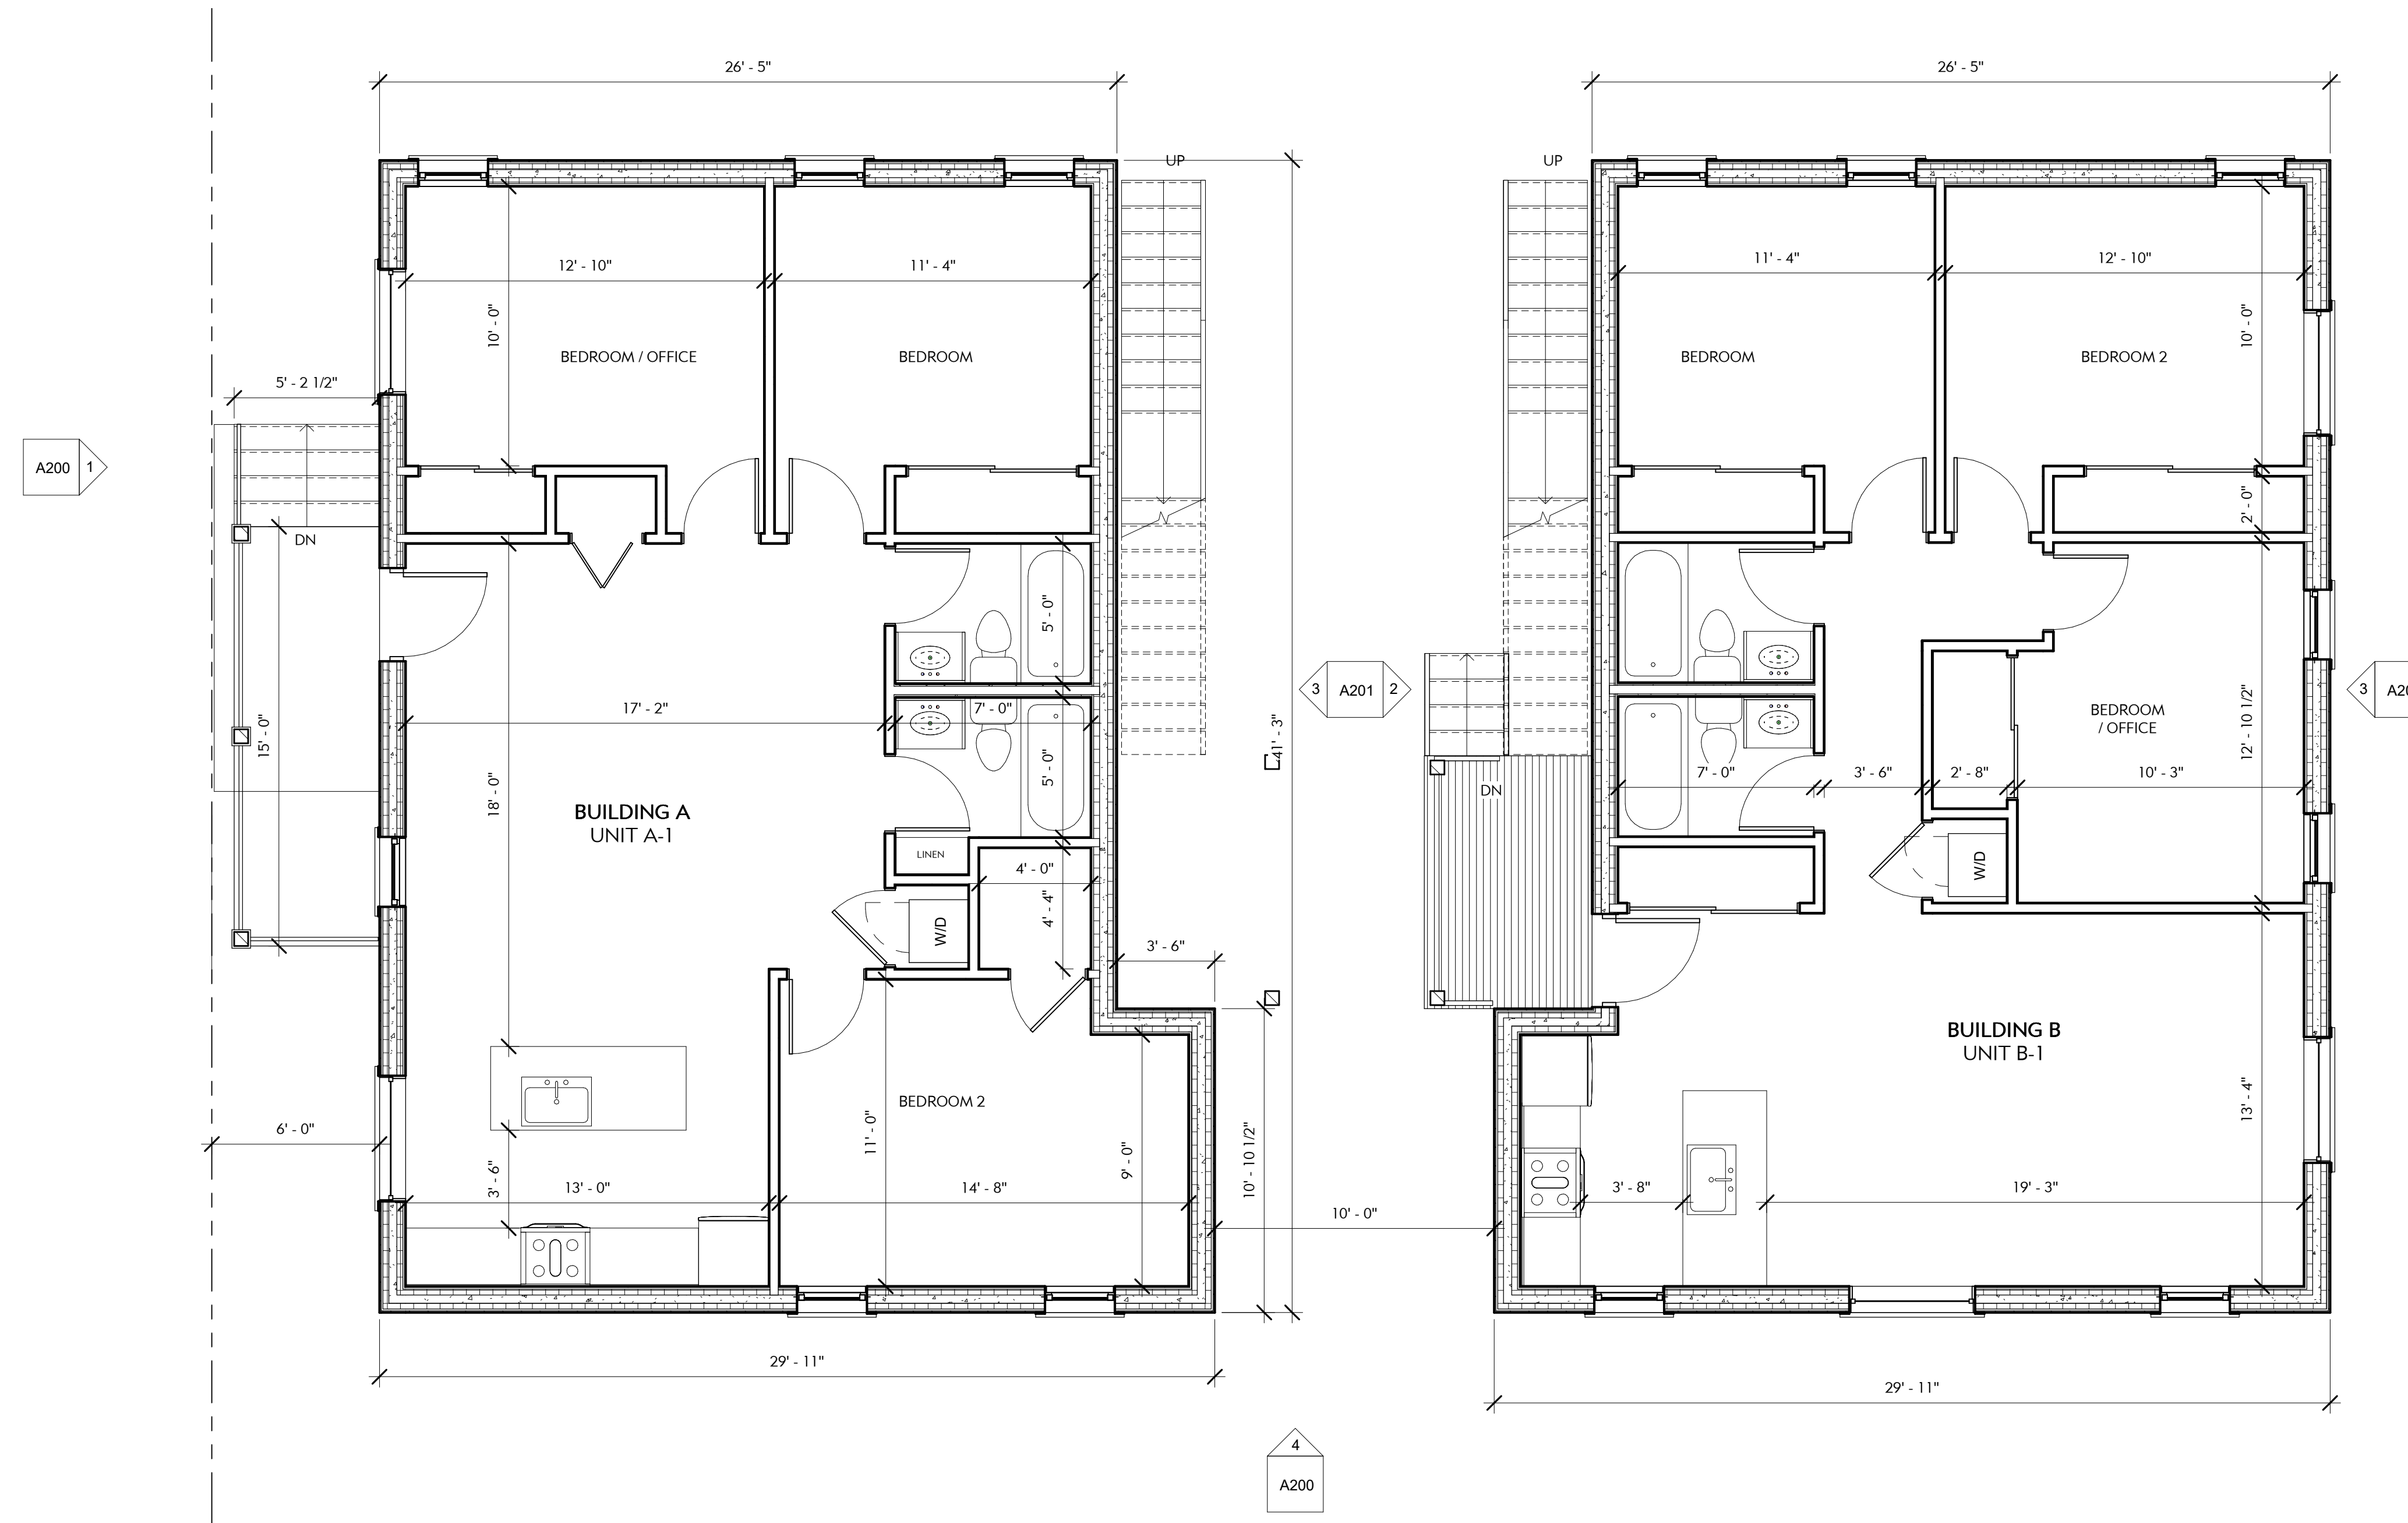 26' - 5"
26' - 5"
UP
UP
12' - 10"
11' - 4"
11' - 4"
12' - 10"
10' - 0"
10' - 0"
BEDROOM / OFFICE
BEDROOM
BEDROOM
BEDROOM 2
5' - 2 1/2"
A200
1
2' - 0"
DN
5' - 0"
3
A201
2
3
17' - 2"
7' - 0"
15' - 0"
41' - 3"
BEDROOM
/ OFFICE
12' - 10 1/2"
5' - 0"
7' - 0"
3' - 6"
2' - 8"
10' - 3"
DN
18' - 0"
BUILDING A
UNIT A-1
LINEN
4' - 0"
W/D
4' - 4"
W/D
3' - 6"
BUILDING B
UNIT B-1
BEDROOM 2
6' - 0"
11' - 0"
9' - 0"
10' - 10 1/2"
13' - 4"
3' - 6"
13' - 0"
14' - 8"
3' - 8"
19' - 3"
10' - 0"
29' - 11"
29' - 11"
4
A200